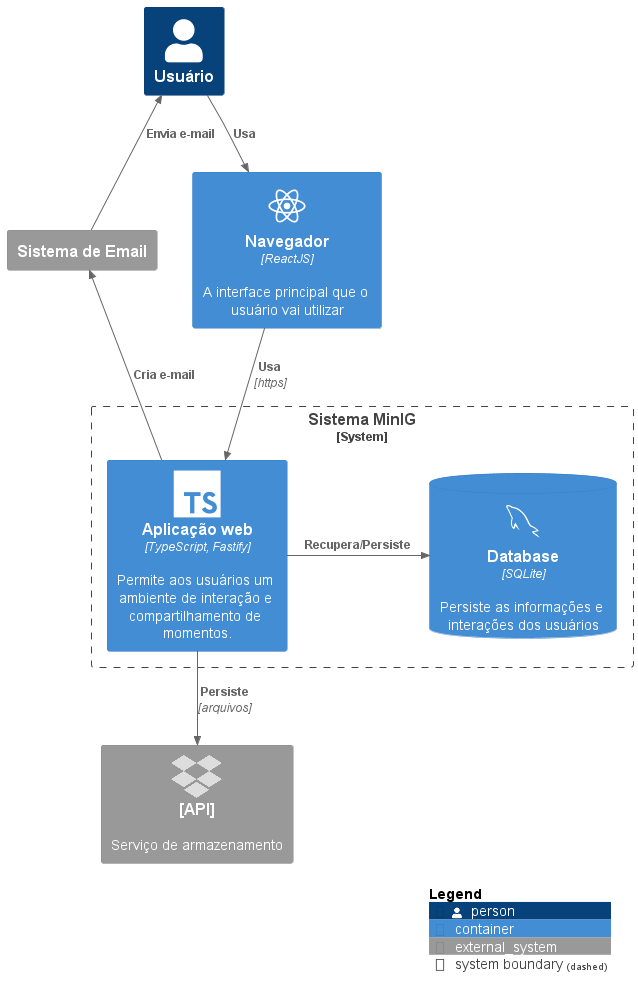 Usuário
Envia e-mail
Usa
Sistema de Email
Navegador
[ReactJS]
A interface principal que o
usuário vai utilizar
Cria e-mail
Usa
[https]
Sistema MinIG
[System]
TS
Aplicação web
[TypeScript, Fastify]
Permite aos usuários um
ambiente de interação e
compartilhamento de
momentos.
Recupera/Persiste
Database
[SQLite]
Persiste as informações e
interações dos usuários
Persiste
[arquivos]
[API]
Serviço de armazenamento
Legend
person
container
external_system
system boundary (dashed)